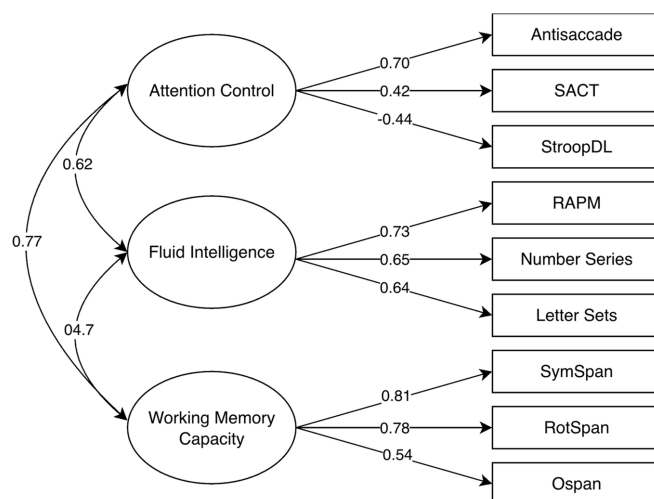 Antisaccade
0.70
Attention Control
0.42
SACT
-0.44
StroopDL
0.62
RAPM
0.73
0.77
Fluid Intelligence
0.65
Number Series
0.64
Letter Sets
04.7
SymSpan
0.81
Working Memory
Capacity
0.78
RotSpan
0.54
Ospan